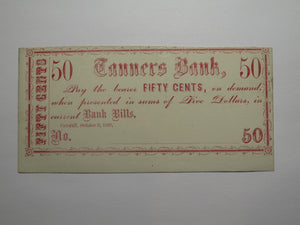 50 Tanners Bank, 50
FIFTY CENTS
Pay the bearer FIFTY CENTS, on demand,
when presented in sums of Five Dollars, in
current Bank Bills.
October
No. 50